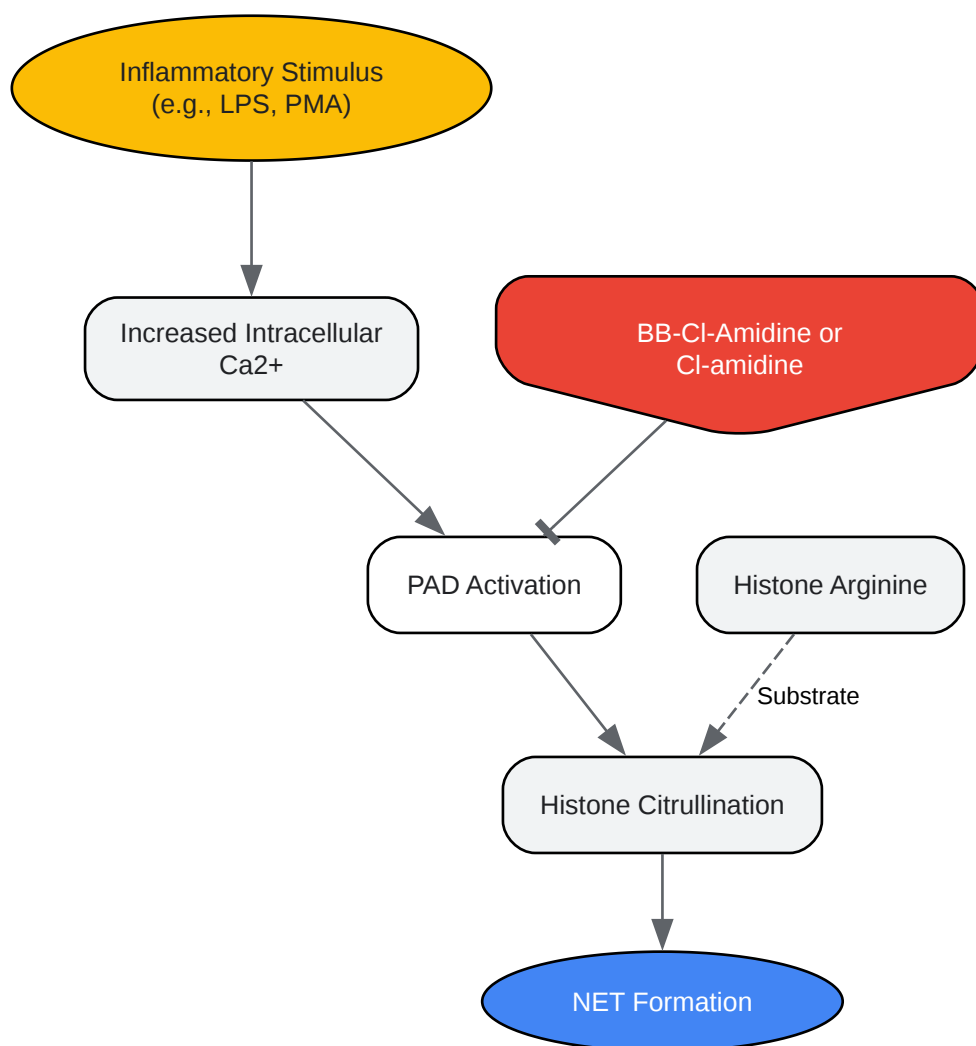 Inflammatory Stimulus
(e.g., LPS, PMA)
Increased Intracellular
Ca2+
BB-Cl-Amidine or
Cl-amidine
PAD Activation
Histone Arginine
Substrate
Histone Citrullination
NET Formation